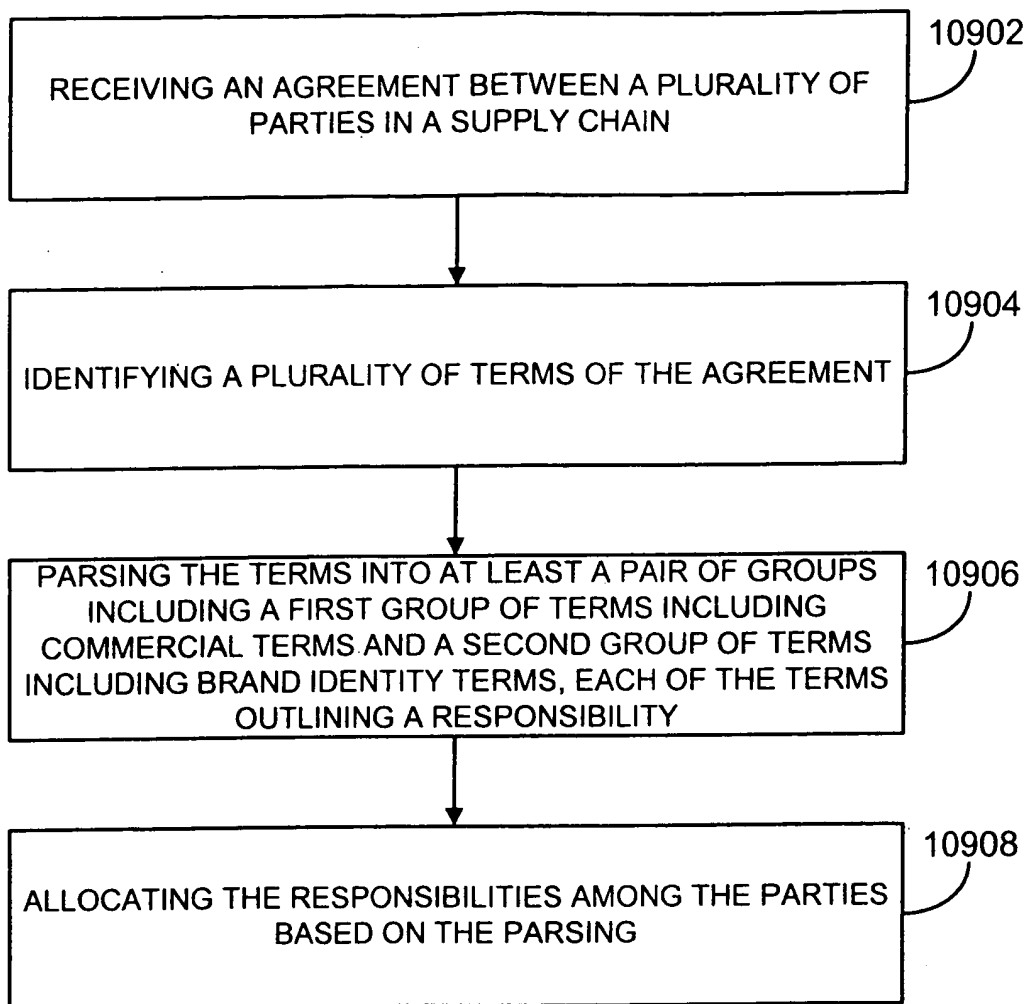 10902
RECEIVING AN AGREEMENT BETWEEN A PLURALITY OF
PARTIES IN A SUPPLY CHAIN
10904
IDENTIFYING A PLURALITY OF TERMS OF THE AGREEMENT
10906
PARSING THE TERMS INTO AT LEAST A PAIR OF GROUPS
INCLUDING A FIRST GROUP OF TERMS INCLUDING
COMMERCIAL TERMS AND A SECOND GROUP OF TERMS
INCLUDING BRAND IDENTITY TERMS, EACH OF THE TERMS
OUTLINING A RESPONSIBILITY
10908
ALLOCATING THE RESPONSIBILITIES AMONG THE PARTIES
BASED ON THE PARSING